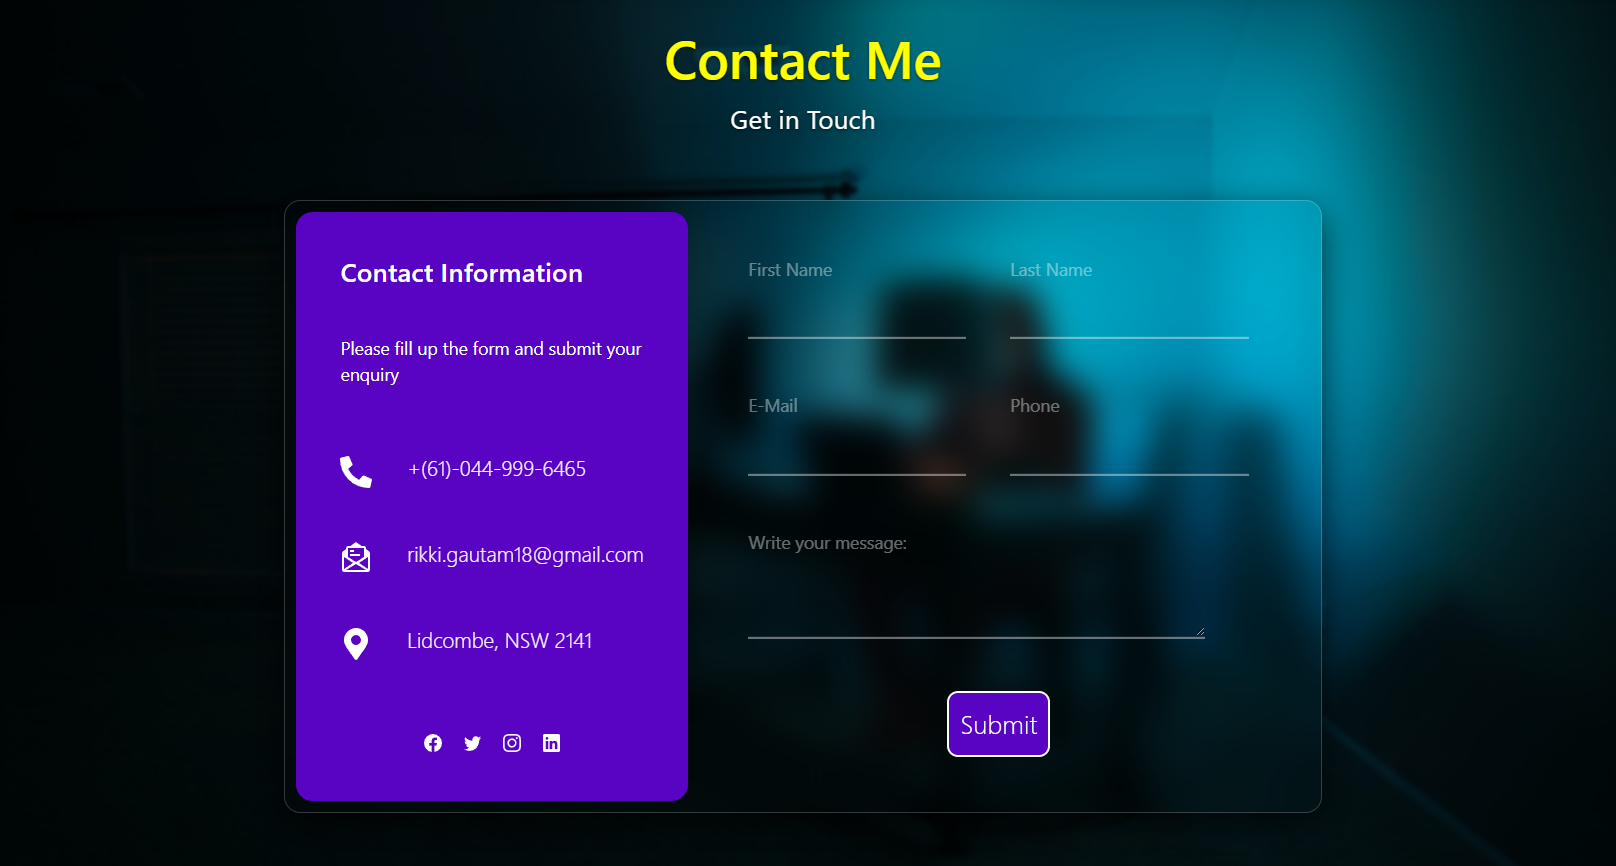 Contact Me
Get in Touch
Contact Information
Please fill up the form and submit your
enquiry
+(61)-044-999-6465
rikki.gautam18@gmail.com
Lidcombe, NSW 2141
First Name
Last Name
E-Mail
Phone
Write your message:
Submit